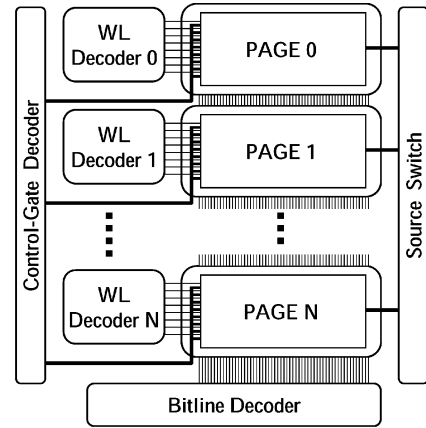 Control-Gate Decoder
WL
Decoder 0
PAGE 0
WL
Decoder 1
PAGE 1
WL
Decoder N
PAGE N
Source Switch
Bitline Decoder